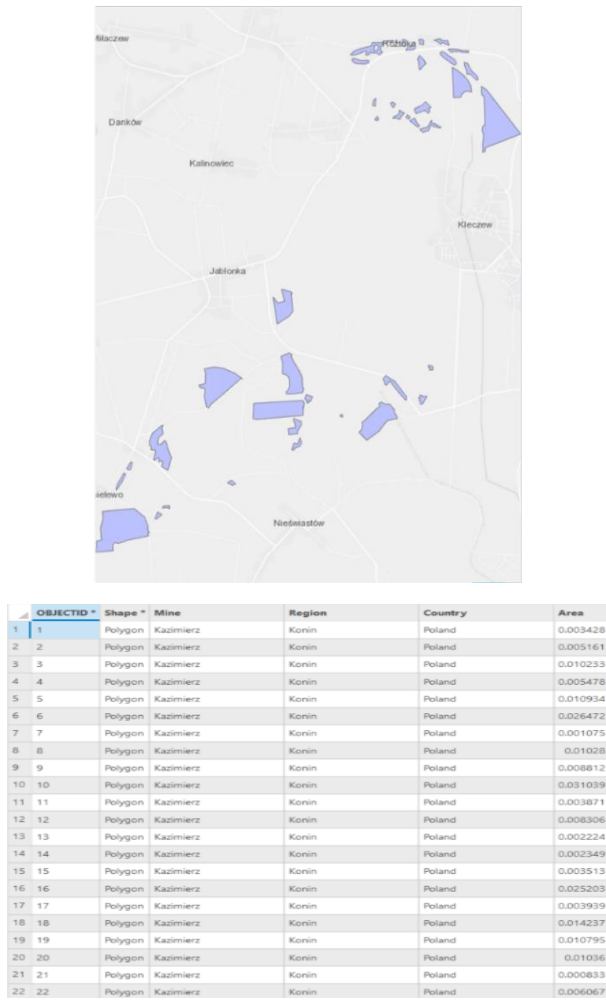 Miłaczew
Roztoka
Danków
Kalinowiec
Kleczew
Jabłonka
ielewo
Nieświastów
OBJECTID * Shape * Mine Region Country Area
1 1 Polygon Kazimierz Konin Poland 0.003428
2 2 Polygon Kazimierz Konin Poland 0.005161
3 3 Polygon Kazimierz Konin Poland 0.010233
4 4 Polygon Kazimierz Konin Poland 0.005478
5 5 Polygon Kazimierz Konin Poland 0.010934
6 6 Polygon Kazimierz Konin Poland 0.026472
7 7 Polygon Kazimierz Konin Poland 0.001075
8 8 Polygon Kazimierz Konin Poland 0.01028
9 9 Polygon Kazimierz Konin Poland 0.008812
10 10 Polygon Kazimierz Konin Poland 0.031039
11 11 Polygon Kazimierz Konin Poland 0.003871
12 12 Polygon Kazimierz Konin Poland 0.008306
13 13 Polygon Kazimierz Konin Poland 0.002224
14 14 Polygon Kazimierz Konin Poland 0.002349
15 15 Polygon Kazimierz Konin Poland 0.003513
16 16 Polygon Kazimierz Konin Poland 0.025203
17 17 Polygon Kazimierz Konin Poland 0.003939
18 18 Polygon Kazimierz Konin Poland 0.014237
19 19 Polygon Kazimierz Konin Poland 0.010795
20 20 Polygon Kazimierz Konin Poland 0.01036
21 21 Polygon Kazimierz Konin Poland 0.000833
22 22 Polygon Kazimierz Konin Poland 0.006067